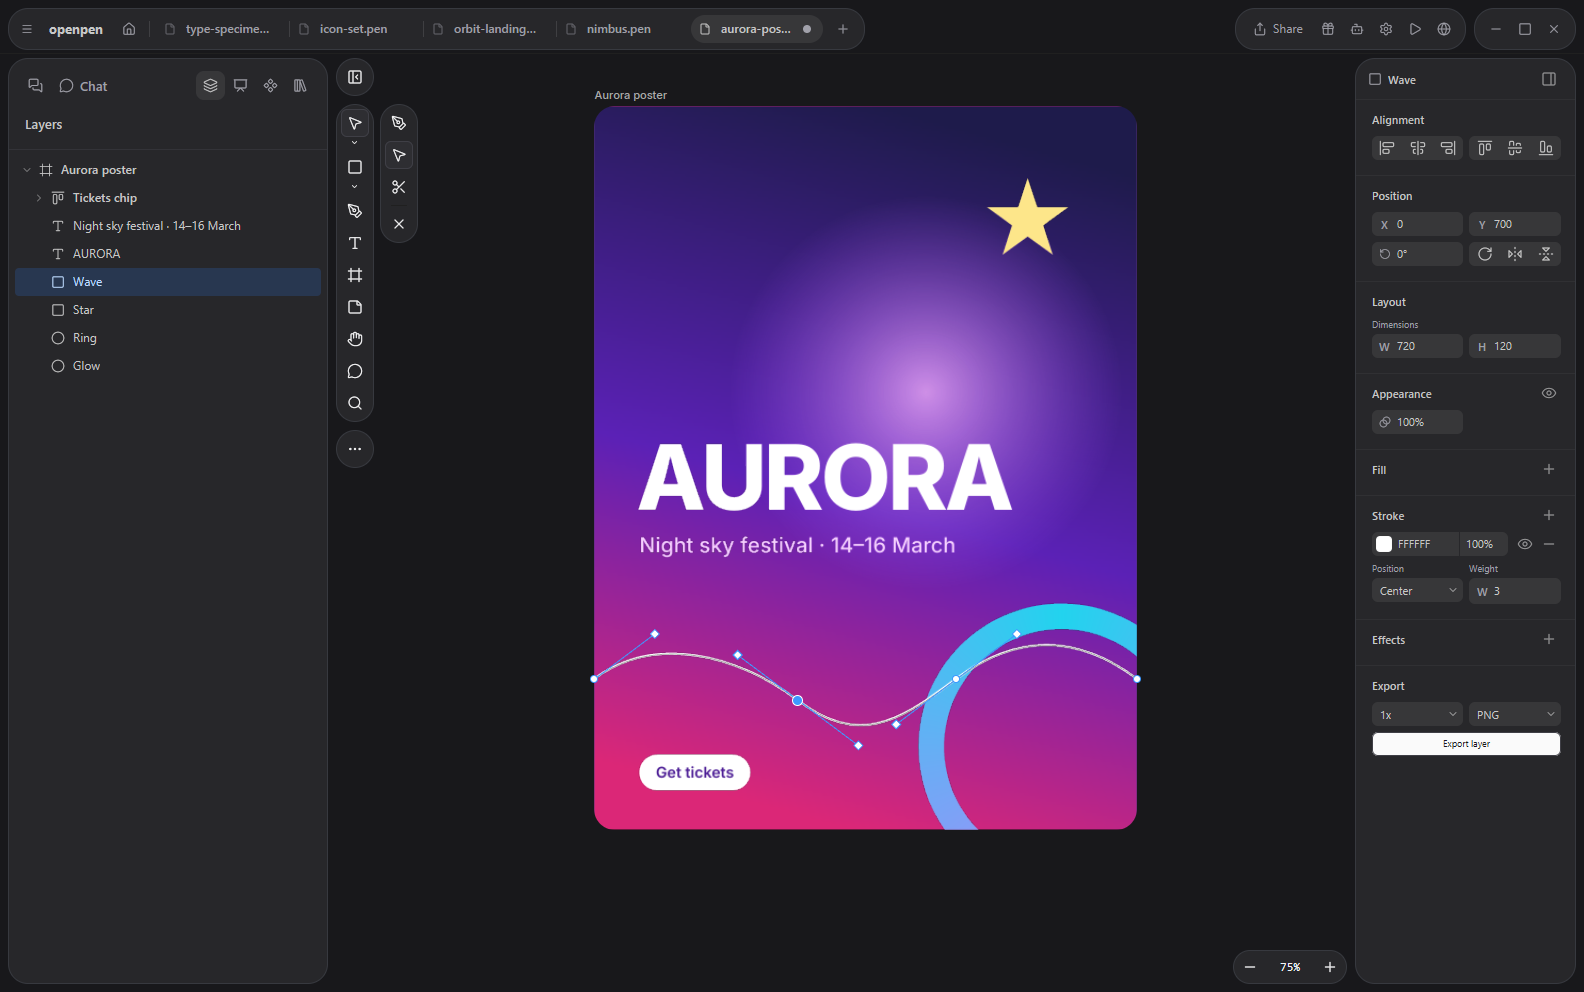 openpen
type-specime...
icon-set.pen
orbit-landing...
nimbus.pen
aurora-pos...
Share
Chat
Layers
Aurora poster
Tickets chip
Night sky festival · 14–16 March
AURORA
Wave
Star
Ring
Glow
Aurora poster
AURORA
Night sky festival · 14–16 March
Get tickets
75%
Wave
Alignment
Position
X 0
Y 700
0°
Layout
Dimensions
W 720
H 120
Appearance
100%
Fill
Stroke
FFFFFF 100%
Position
Weight
Center
W 3
Effects
Export
1x
PNG
Export layer